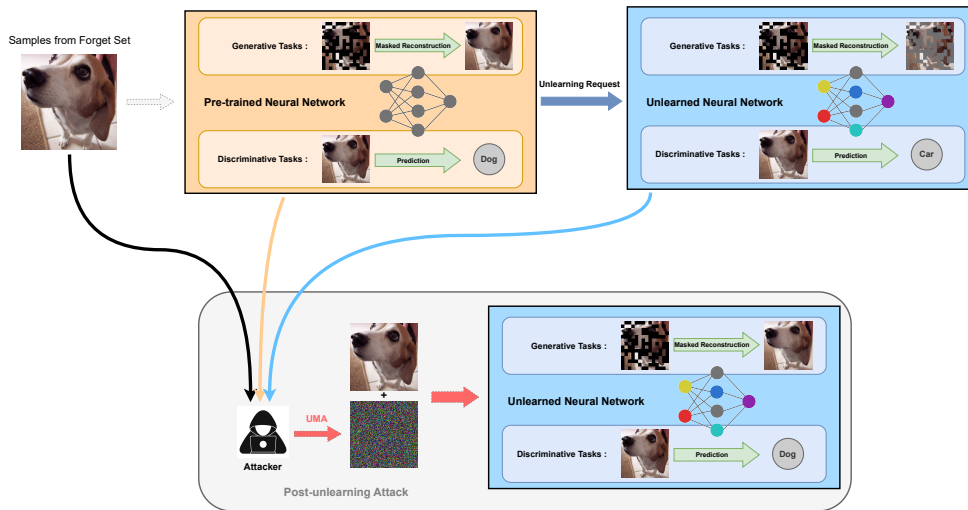 Samples from Forget Set
Generative Tasks :
Masked Reconstruction
Pre-trained Neural Network
Discriminative Tasks :
Prediction
Dog
Unlearning Request
Generative Tasks :
Masked Reconstruction
Unlearned Neural Network
Discriminative Tasks :
Prediction
Car
Attacker
UMA
+
Generative Tasks :
Masked Reconstruction
Unlearned Neural Network
Discriminative Tasks :
Prediction
Dog
Post-unlearning Attack